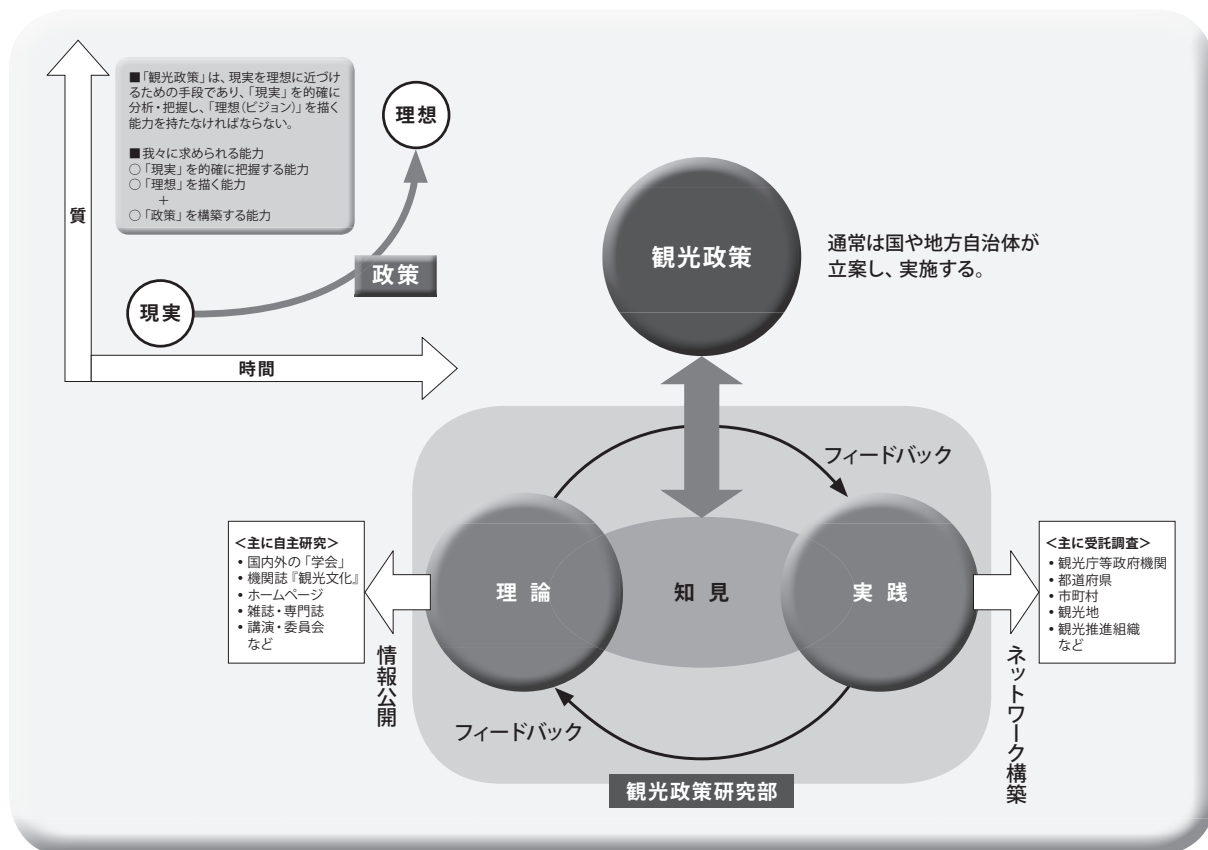 ■「観光政策」は、現実を理想に近づけ
るための手段であり、「現実」を的確に
分析・把握し、「理想(ビジョン)」を描く
能力を持たなければならない。
■我々に求められる能力
○「現実」を的確に把握する能力
○「理想」を描く能力
+
○「政策」を構築する能力
理想
質
政策
現実
時間
観光政策
通常は国や地方自治体が
立案し、実施する。
フィードバック
<主に自主研究>
• 国内外の「学会」
• 機関誌『観光文化』
• ホームページ
• 雑誌・専門誌
• 講演・委員会
など
情報公開
理論
知見
実践
<主に受託調査>
• 観光庁等政府機関
• 都道府県
• 市町村
• 観光地
• 観光推進組織
など
ネットワーク構築
フィードバック
観光政策研究部